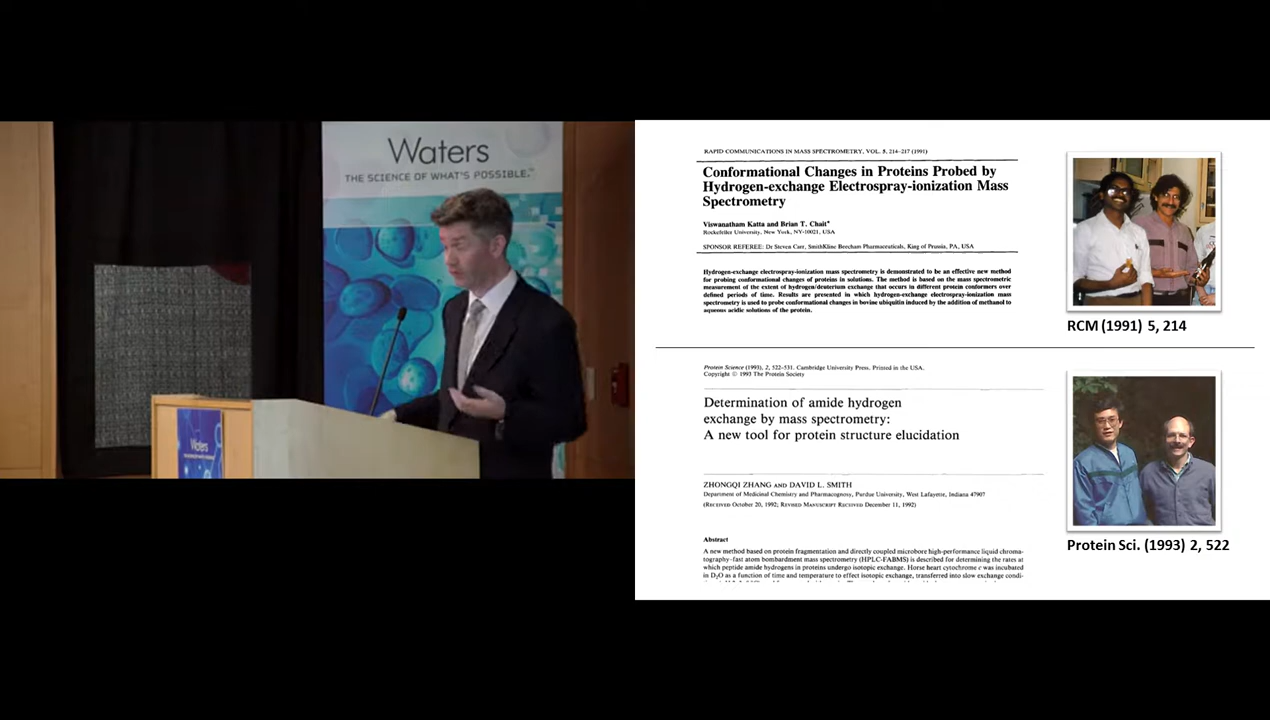 Waters
THE SCIENCE OF WHAT'S POSSIBLE.™
Waters
RAPID COMMUNICATIONS IN MASS SPECTROMETRY, VOL. 5, 214–217 (1991)
Conformational Changes in Proteins Probed by
Hydrogen-exchange Electrospray-ionization Mass
Spectrometry
Viswanatham Katta and Brian T. Chait*
Rockefeller University, New York, NY-10021, USA
SPONSOR REFEREE: Dr Steven Carr, SmithKline Beecham Pharmaceuticals, King of Prussia, PA, USA
Hydrogen-exchange electrospray-ionization mass spectrometry is demonstrated to be an effective new method
for probing conformational changes of proteins in solutions. The method is based on the mass spectrometric
measurement of the extent of hydrogen/deuterium exchange that occurs in different protein conformers over
defined periods of time. Results are presented in which hydrogen-exchange electrospray-ionization mass
spectrometry is used to probe conformational changes in bovine ubiquitin induced by the addition of methanol to
aqueous acidic solutions of the protein.
RCM (1991) 5, 214
Protein Science (1993), 2, 522–531. Cambridge University Press. Printed in the USA.
Copyright © 1993 The Protein Society
Determination of amide hydrogen
exchange by mass spectrometry:
A new tool for protein structure elucidation
ZHONGQI ZHANG AND DAVID L. SMITH
Department of Medicinal Chemistry and Pharmacognosy, Purdue University, West Lafayette, Indiana 47907
(RECEIVED October 20, 1992; REVISED MANUSCRIPT RECEIVED December 11, 1992)
Abstract
A new method based on protein fragmentation and directly coupled microbore high-performance liquid chroma-
tography–fast atom bombardment mass spectrometry (HPLC-FABMS) is described for determining the rates at
which peptide amide hydrogens in proteins undergo isotopic exchange. Horse heart cytochrome c was incubated
in D2O as a function of time and temperature to effect isotopic exchange, transferred into slow exchange condi-
Protein Sci. (1993) 2, 522